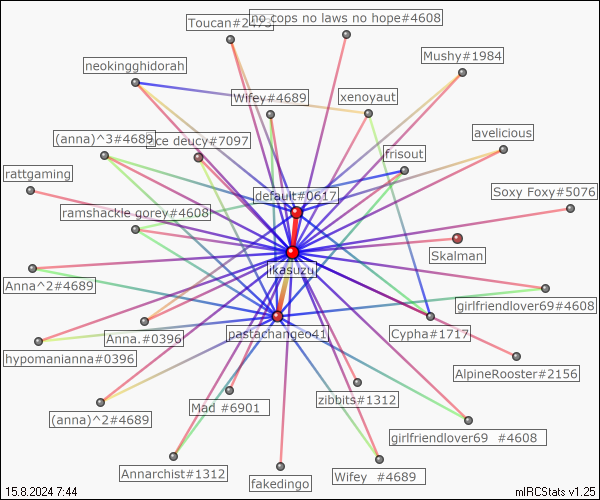 no cops no laws no hope#4608
Toucan#2473
Mushy#1984
neokingghidorah
Wifey#4689
xenoyaut
avelicious
(anna)^3#4689
ce deucy#7097
frisout
rattgaming
default#0617
Soxy Foxy#5076
ramshackle gorey#4608
Skalman
ikasuzu
Anna^2#4689
girlfriendlover69#4608
Anna.#0396
pastachangeo41
Cypha#1717
hypomanianna#0396
AlpineRooster#2156
(anna)^2#4689
Mad #6901
zibbits#1312
girlfriendlover69 #4608
Annarchist#1312
fakedingo
Wifey #4689
15.8.2024 7:44
mIRCStats v1.25